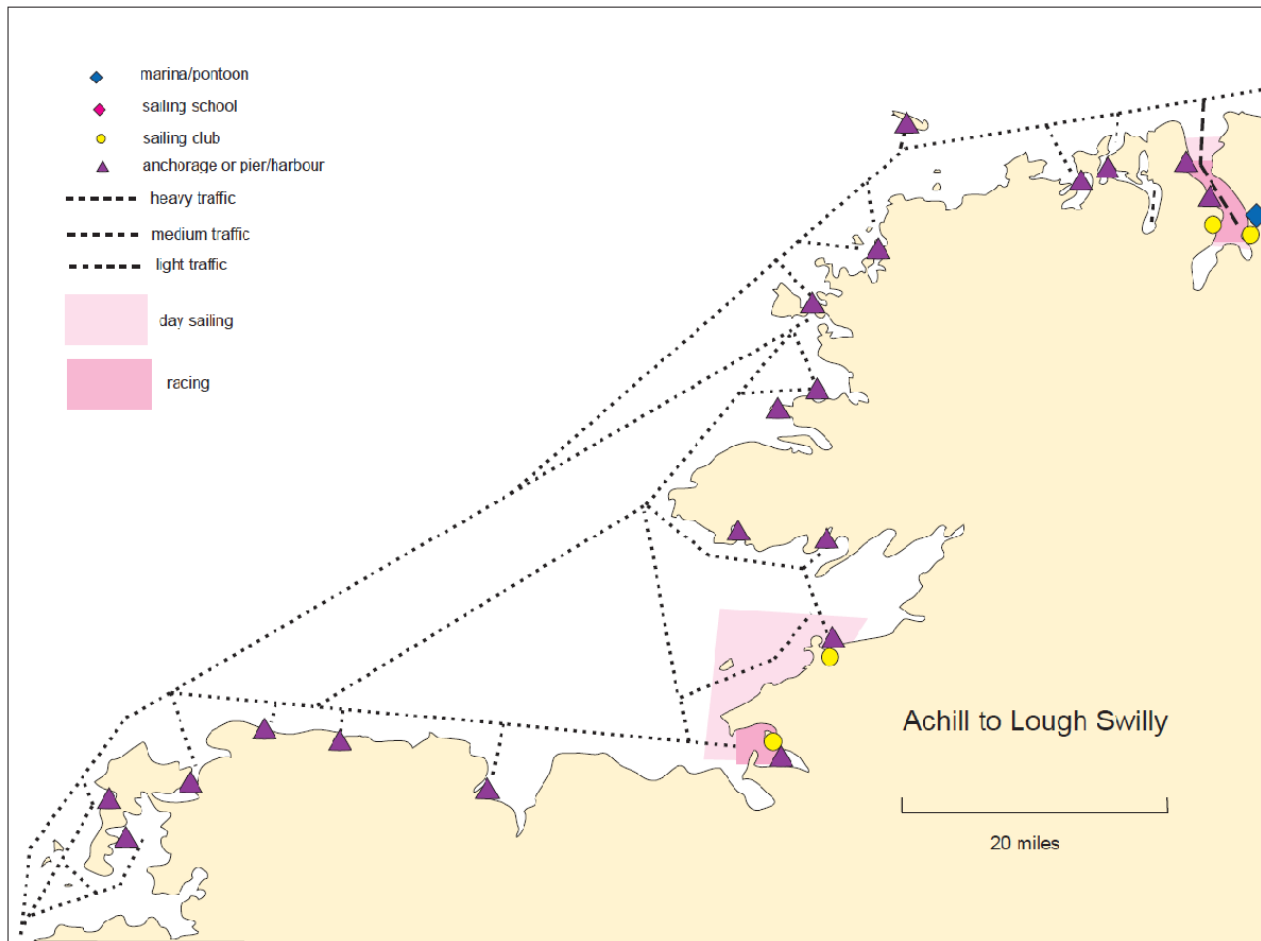 marina/pontoon
sailing school
sailing club
anchorage or pier/harbour
heavy traffic
medium traffic
light traffic
day sailing
racing
Achill to Lough Swilly
20 miles